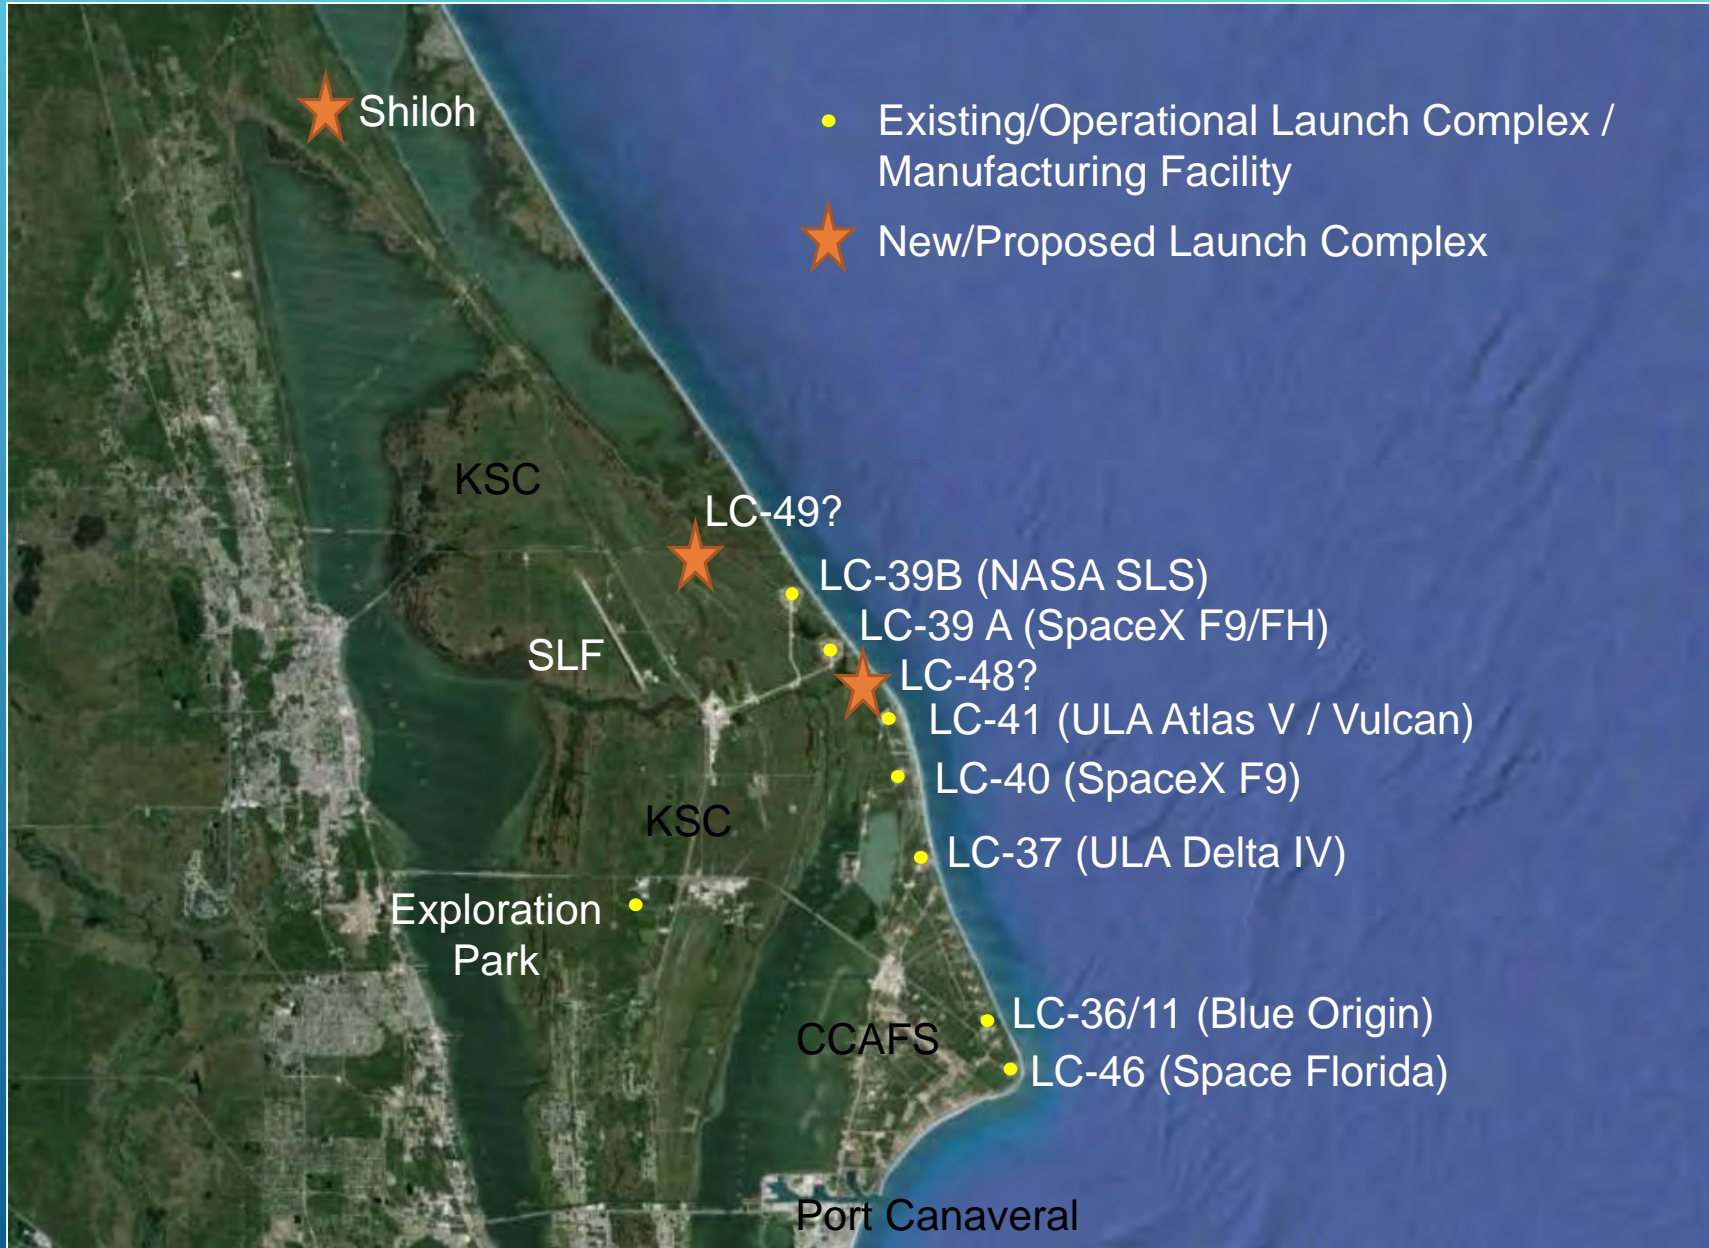 Shiloh
Existing/Operational Launch Complex /
Manufacturing Facility
New/Proposed Launch Complex
KSC
LC-49?
LC-39B (NASA SLS)
LC-39 A (SpaceX F9/FH)
SLF
LC-48?
LC-41 (ULA Atlas V / Vulcan)
LC-40 (SpaceX F9)
KSC
LC-37 (ULA Delta IV)
Exploration
Park
LC-36/11 (Blue Origin)
CCAFS
LC-46 (Space Florida)
Port Canaveral